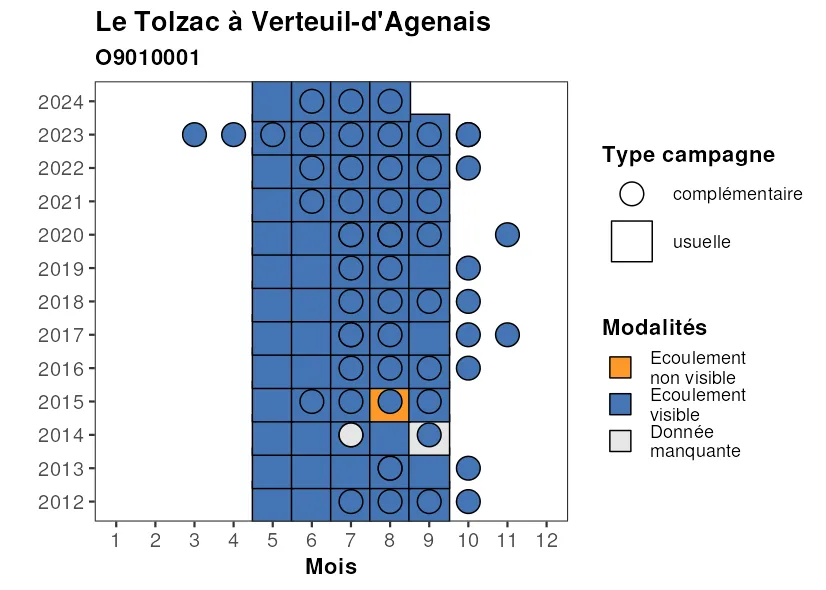 Le Tolzac à Verteuil-d'Agenais
O9010001
2024
2023
2022
2021
2020
2019
2018
2017
2016
2015
2014
2013
2012
1 2 3 4 5 6 7 8 9 10 11 12
Mois
Type campagne
complémentaire
usuelle
Modalités
Ecoulement
non visible
Ecoulement
visible
Donnée
manquante